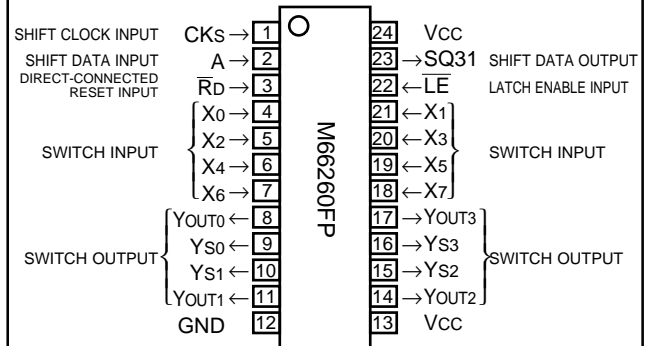 SHIFT CLOCK INPUT CKS → 1 24 VCC
SHIFT DATA INPUT A → 2 23 → SQ31 SHIFT DATA OUTPUT
DIRECT-CONNECTED
RESET INPUT R̅D → 3 22 ← L̅E̅ LATCH ENABLE INPUT
X0 → 4 21 ← X1
X2 → 5 20 ← X3
SWITCH INPUT SWITCH INPUT
X4 → 6 19 ← X5
X6 → 7 18 ← X7
M66260FP
YOUT0 ← 8 17 → YOUT3
YS0 ← 9 16 → YS3
SWITCH OUTPUT SWITCH OUTPUT
YS1 ← 10 15 → YS2
YOUT1 ← 11 14 → YOUT2
GND 12 13 VCC